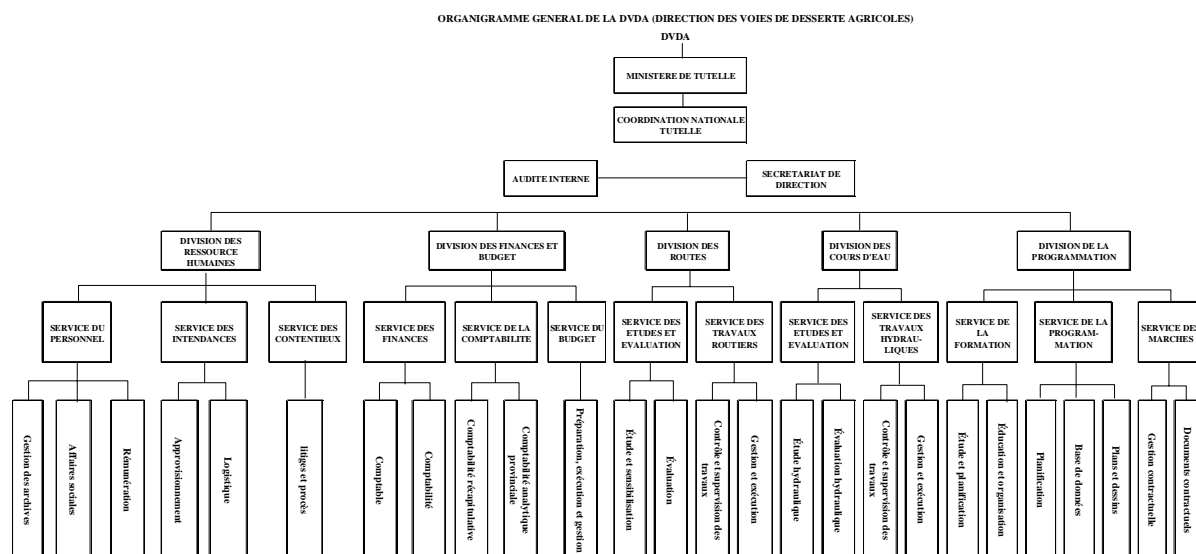 ORGANIGRAMME GENERAL DE LA DVDA (DIRECTION DES VOIES DE DESSERTE AGRICOLES)
DVDA
MINISTERE DE TUTELLE
COORDINATION NATIONALE
TUTELLE
AUDITE INTERNE
SECRETARIAT DE
DIRECTION
DIVISION DES
RESSOURCE
HUMAINES
DIVISION DES FINANCES ET
BUDGET
DIVISION DES
ROUTES
DIVISION DES
COURS D'EAU
DIVISION DE LA
PROGRAMMATION
SERVICE DU
PERSONNEL
SERVICE DES
INTENDANCES
SERVICE DES
CONTENTIEUX
SERVICE DES
FINANCES
SERVICE DE LA
COMPTABILITE
SERVICE DU
BUDGET
SERVICE DES
ETUDES ET
EVALUATION
SERVICE DES
TRAVAUX
ROUTIERS
SERVICE DES
ETUDES ET
EVALUATION
SERVICE DES
TRAVAUX
HYDRAU-
LIQUES
SERVICE DE
LA
FORMATION
SERVICE DE LA
PROGRAM-
MATION
SERVICE DES
MARCHES
Gestion des archives
Affaires sociales
Rémunération
Approvisionnement
Logistique
litiges et procès
Comptable
Comptabilité
Comptabilité récapitulative
Comptabilité analytique
provinciale
Préparation, exécution et gestion
Étude et sensibilisation
Évaluation
Contrôle et supervision des
travaux
Gestion et exécution
Étude hydraulique
Évaluation hydraulique
Contrôle et supervision des
travaux
Gestion et exécution
Étude et planification
Éducation et organisation
Planification
Base de données
Plans et dessins
Gestion contractuelle
Documents contractuds